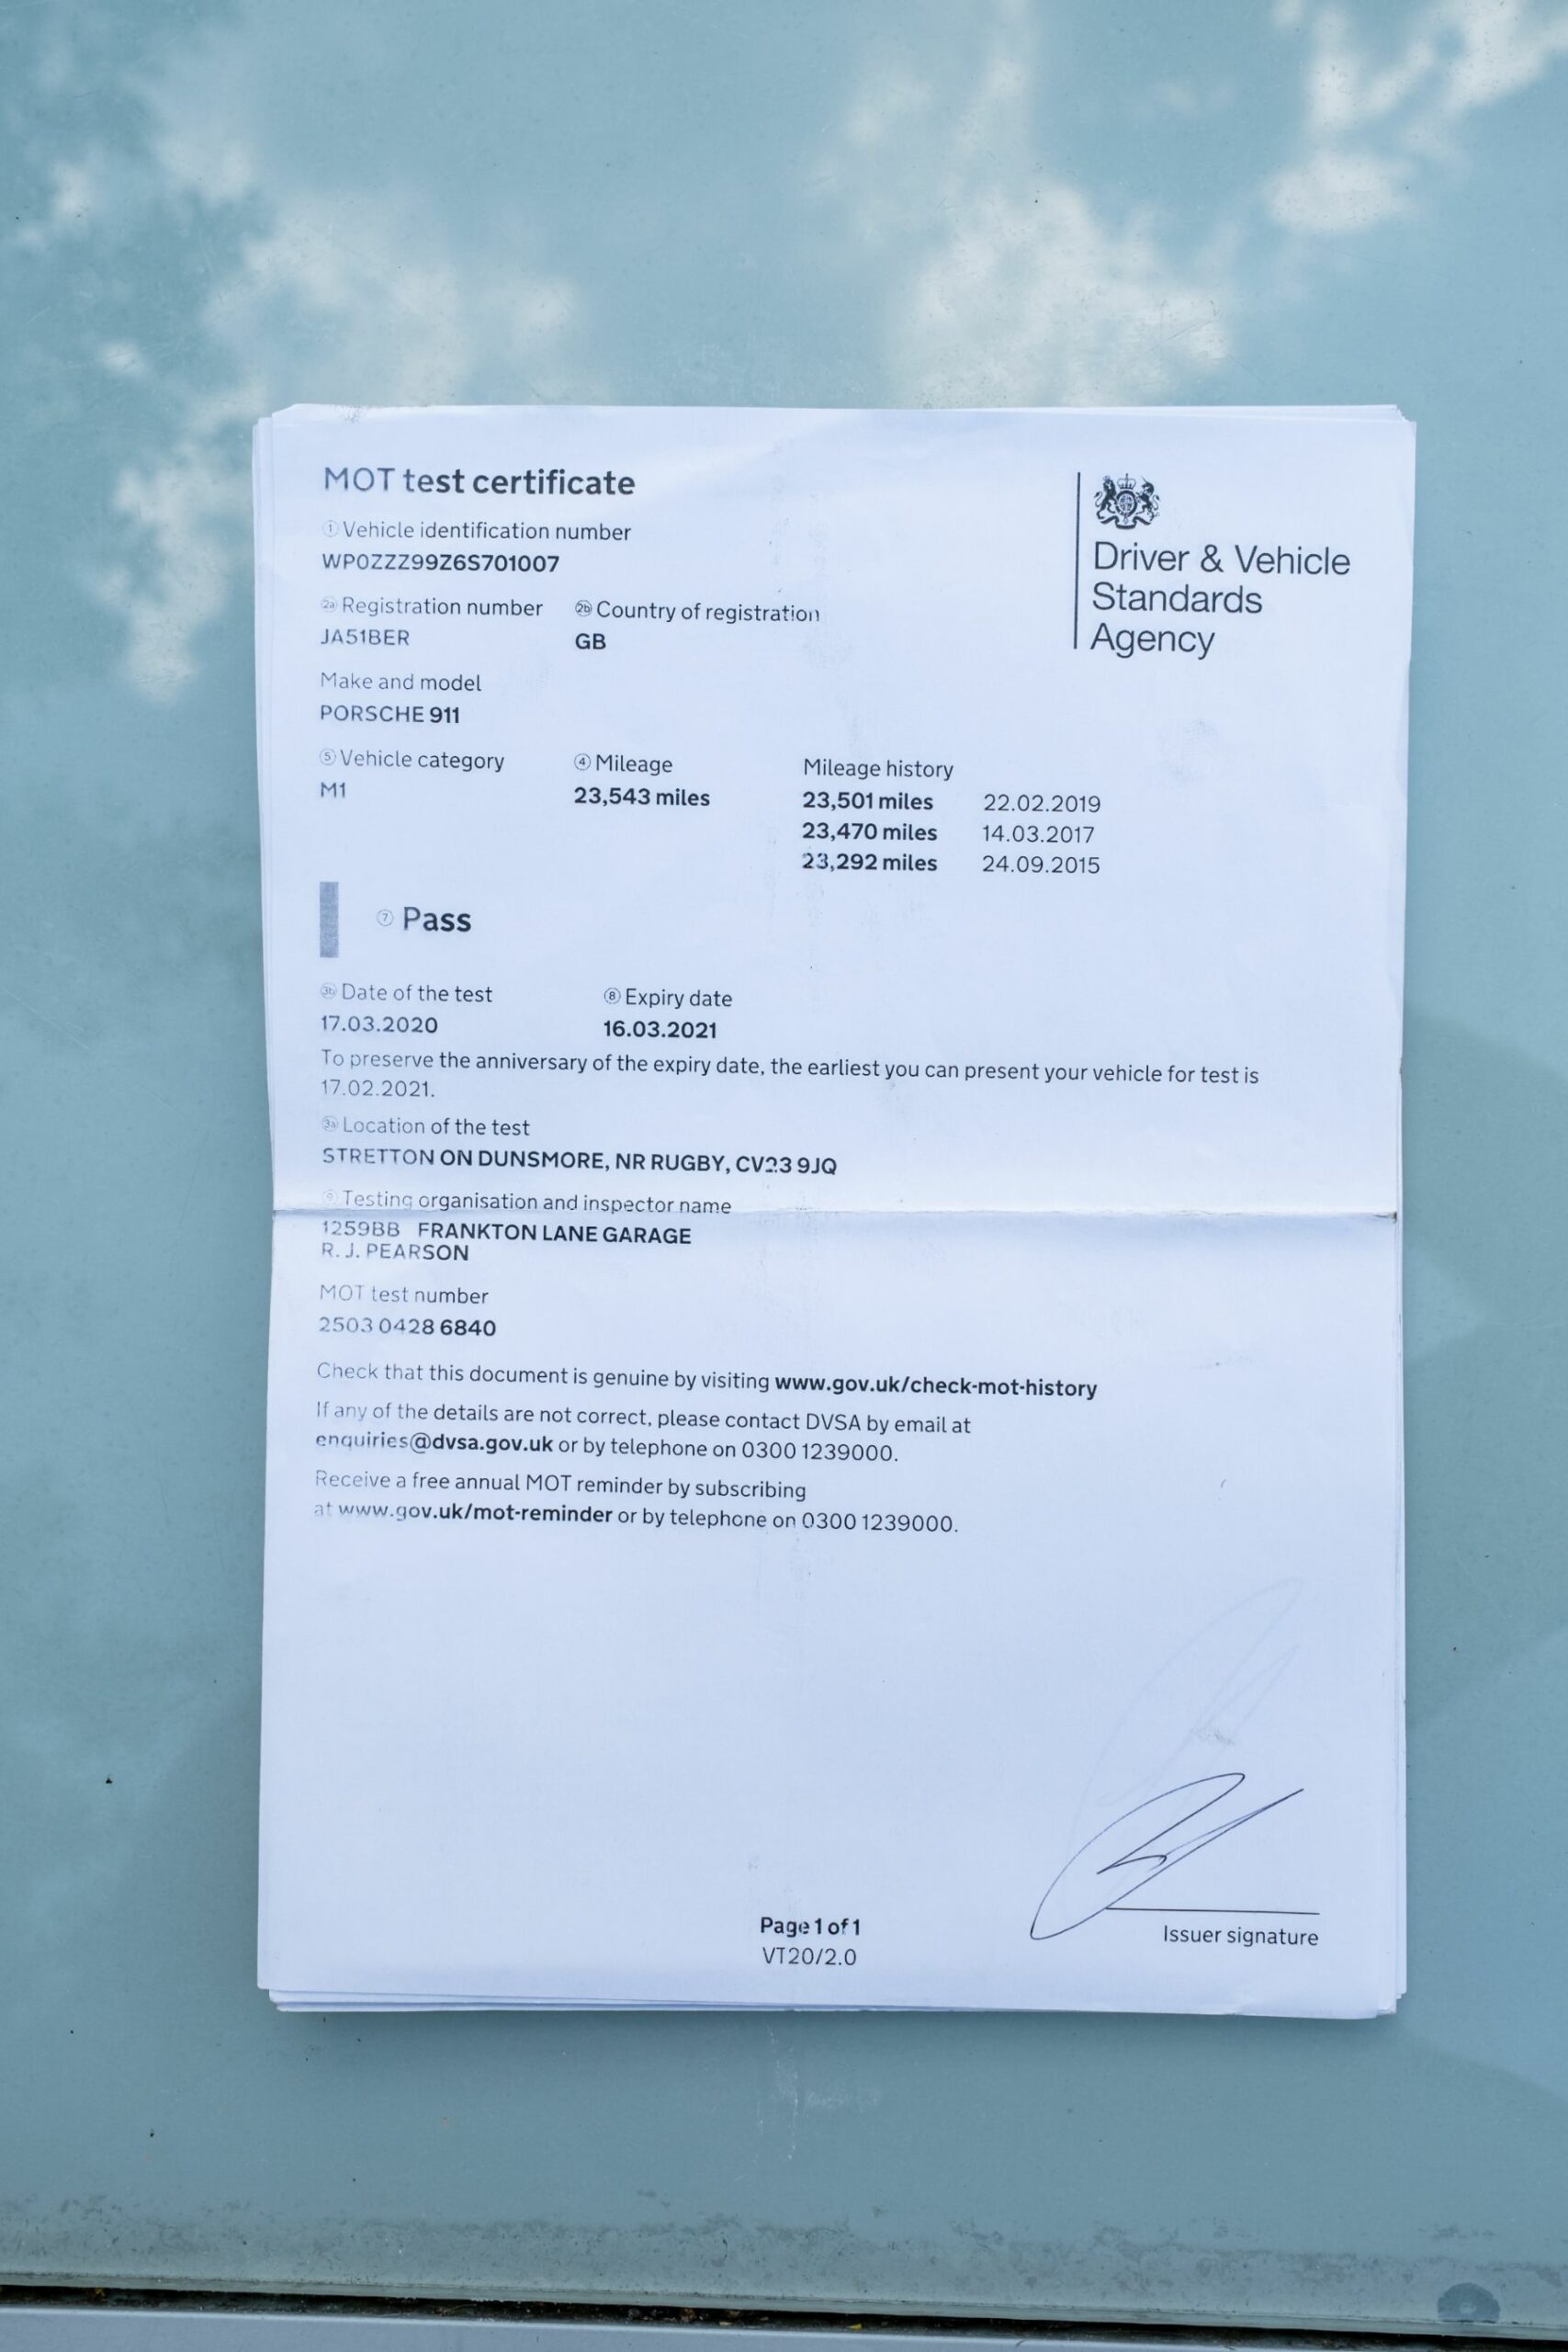 MOT test certificate
1 Vehicle identification number
WP0ZZZ99Z6S701007
2a Registration number
JA51BER
2b Country of registration
GB
Make and model
PORSCHE 911
5 Vehicle category
M1
4 Mileage
23,543 miles
Mileage history
23,501 miles 22.02.2019
23,470 miles 14.03.2017
23,292 miles 24.09.2015
7 Pass
3b Date of the test
17.03.2020
8 Expiry date
16.03.2021
To preserve the anniversary of the expiry date, the earliest you can present your vehicle for test is
17.02.2021.
3a Location of the test
STRETTON ON DUNSMORE, NR RUGBY, CV23 9JQ
Testing organisation and inspector name
1259BB FRANKTON LANE GARAGE
R. J. PEARSON
MOT test number
2503 0428 6840
Check that this document is genuine by visiting www.gov.uk/check-mot-history
If any of the details are not correct, please contact DVSA by email at
enquiries@dvsa.gov.uk or by telephone on 0300 1239000.
Receive a free annual MOT reminder by subscribing
at www.gov.uk/mot-reminder or by telephone on 0300 1239000.
Driver & Vehicle
Standards
Agency
Page 1 of 1
VT20/2.0
Issuer signature